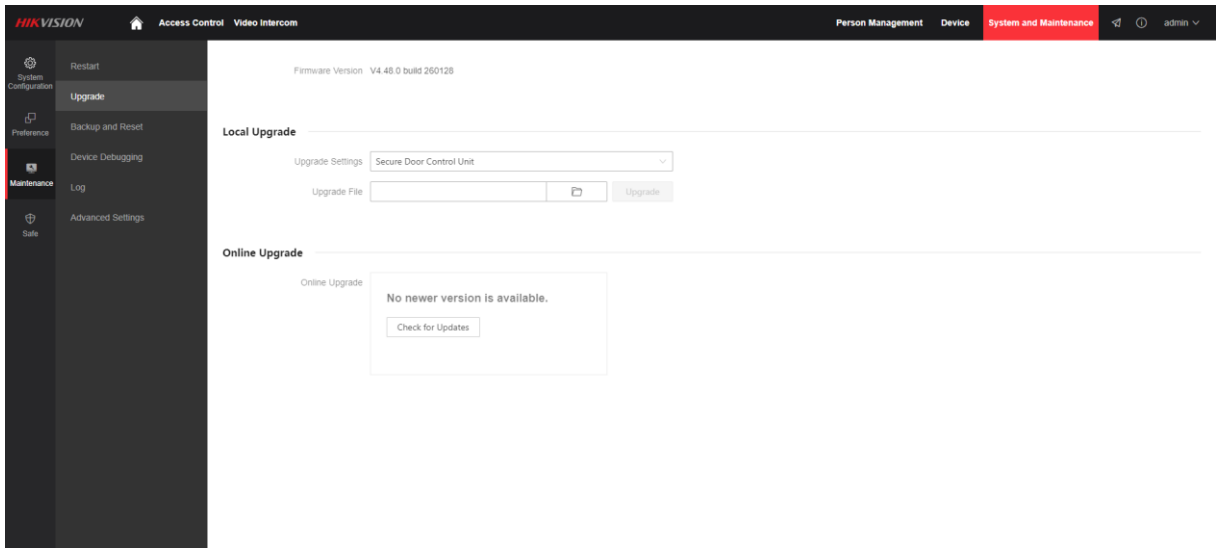 HIKVISION Access Control Video Intercom Person Management Device System and Maintenance admin
System
Configuration
Preference
Maintenance
Safe
Restart
Upgrade
Backup and Reset
Device Debugging
Log
Advanced Settings
Firmware Version V4.48.0 build 260128
Local Upgrade
Upgrade Settings Secure Door Control Unit
Upgrade File Upgrade
Online Upgrade
Online Upgrade
No newer version is available.
Check for Updates